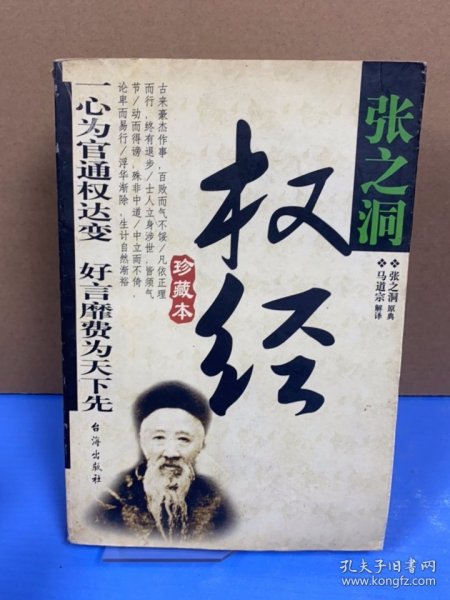 张之洞
张之洞 原典
马道宗 解译
权经
珍藏本
古来豪杰作事，百败而气不馁/凡依正理
而行，终有退步/士人立身涉世，皆须气
节/动而得谤，殊非中道/中立而不倚，
论卑而易行/浮华渐除，生计自然渐裕
一心为官通权达变 好言靡费为天下先
台海出版社
孔夫子旧书网
www.kongfz.com